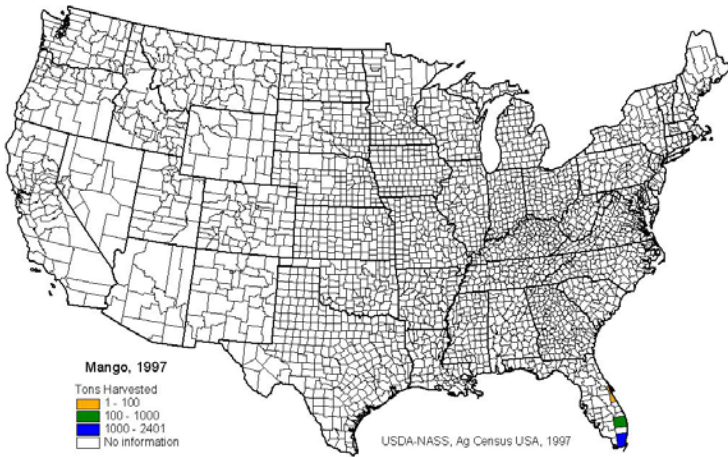 Mango, 1997
Tons Harvested
1 - 100
100 - 1000
1000 - 2401
No information
USDA-NASS, Ag Census USA, 1997